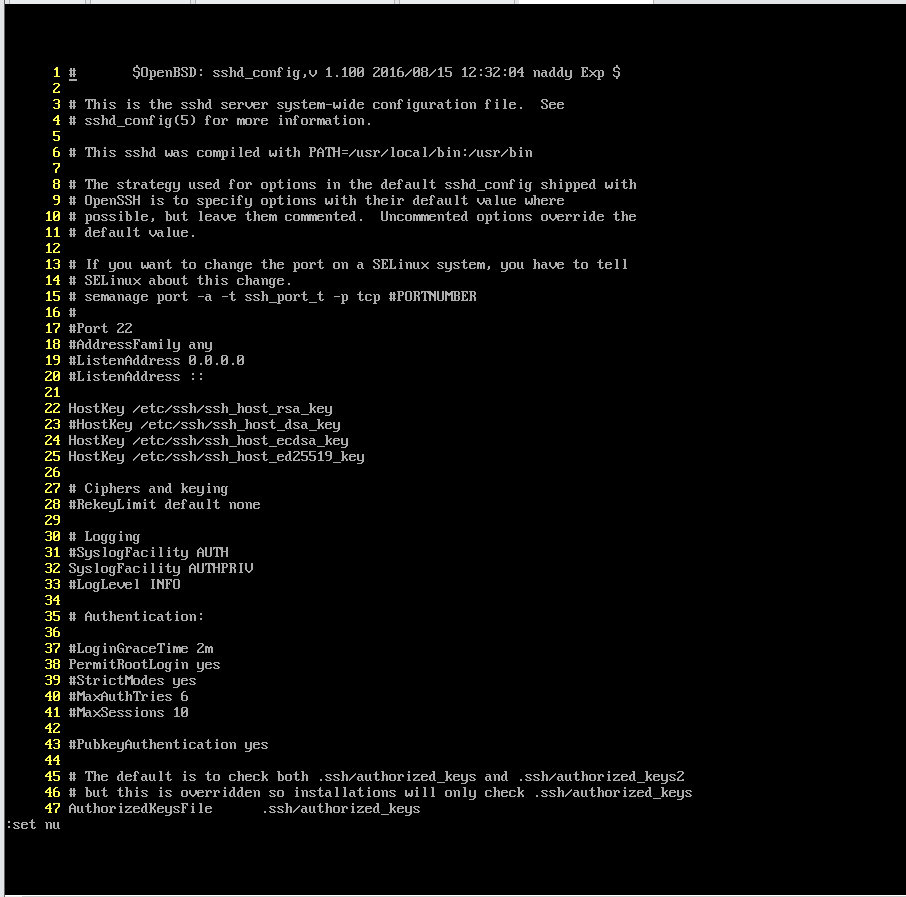 1 #       $OpenBSD: sshd_config,v 1.100 2016/08/15 12:32:04 naddy Exp $
2
3 # This is the sshd server system-wide configuration file.  See
4 # sshd_config(5) for more information.
5
6 # This sshd was compiled with PATH=/usr/local/bin:/usr/bin
7
8 # The strategy used for options in the default sshd_config shipped with
9 # OpenSSH is to specify options with their default value where
10 # possible, but leave them commented.  Uncommented options override the
11 # default value.
12
13 # If you want to change the port on a SELinux system, you have to tell
14 # SELinux about this change.
15 # semanage port -a -t ssh_port_t -p tcp #PORTNUMBER
16 #
17 #Port 22
18 #AddressFamily any
19 #ListenAddress 0.0.0.0
20 #ListenAddress ::
21
22 HostKey /etc/ssh/ssh_host_rsa_key
23 #HostKey /etc/ssh/ssh_host_dsa_key
24 HostKey /etc/ssh/ssh_host_ecdsa_key
25 HostKey /etc/ssh/ssh_host_ed25519_key
26
27 # Ciphers and keying
28 #RekeyLimit default none
29
30 # Logging
31 #SyslogFacility AUTH
32 SyslogFacility AUTHPRIV
33 #LogLevel INFO
34
35 # Authentication:
36
37 #LoginGraceTime 2m
38 PermitRootLogin yes
39 #StrictModes yes
40 #MaxAuthTries 6
41 #MaxSessions 10
42
43 #PubkeyAuthentication yes
44
45 # The default is to check both .ssh/authorized_keys and .ssh/authorized_keys2
46 # but this is overridden so installations will only check .ssh/authorized_keys
47 AuthorizedKeysFile      .ssh/authorized_keys
:set nu